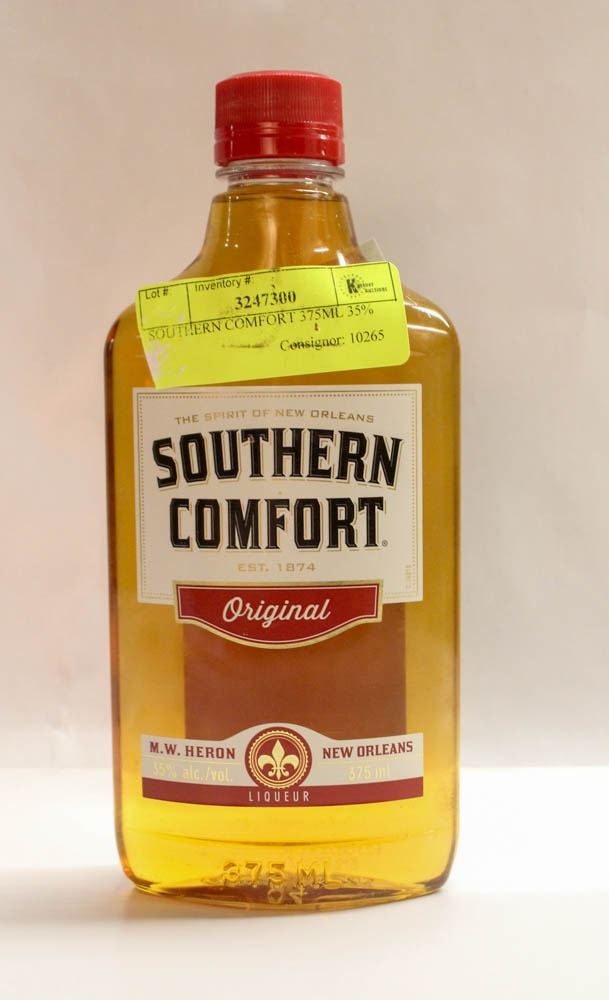 Lot #:
Inventory #:
3247300
SOUTHERN COMFORT 375ML 35%
Consignor: 10265
THE SPIRIT OF NEW ORLEANS
SOUTHERN
COMFORT®
EST. 1874
Original
M.W. HERON NEW ORLEANS
35% alc./vol. 375 ml
LIQUEUR
375 ML